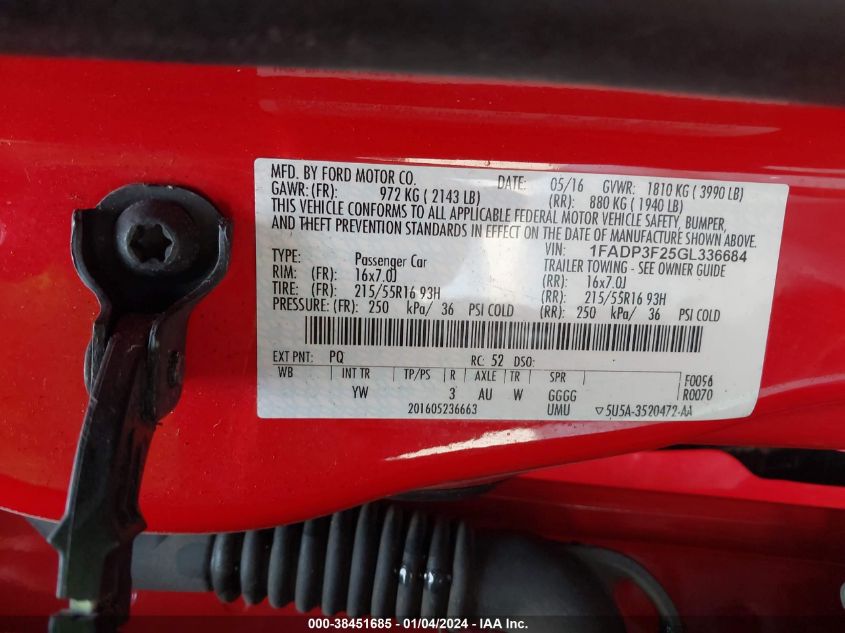 MFD. BY FORD MOTOR CO. DATE: 05/16 GVWR: 1810 KG ( 3990 LB)
GAWR: (FR): 972 KG ( 2143 LB) (RR): 880 KG ( 1940 LB)
THIS VEHICLE CONFORMS TO ALL APPLICABLE FEDERAL MOTOR VEHICLE SAFETY, BUMPER,
AND THEFT PREVENTION STANDARDS IN EFFECT ON THE DATE OF MANUFACTURE SHOWN ABOVE.
VIN: 1FADP3F25GL336684
TYPE: Passenger Car TRAILER TOWING - SEE OWNER GUIDE
RIM: (FR): 16x7.0J (RR): 16x7.0J
TIRE: (FR): 215/55R16 93H (RR): 215/55R16 93H
PRESSURE: (FR): 250 kPa/ 36 PSI COLD (RR): 250 kPa/ 36 PSI COLD
EXT PNT: PQ RC: 52 DSO:
WB INT TR TP/PS R AXLE TR SPR F0056
YW 3 AU W GGGG R0070
201605236663 UMU ▽5U5A-3520472-AA
000-38451685 - 01/04/2024 - IAA, Inc.